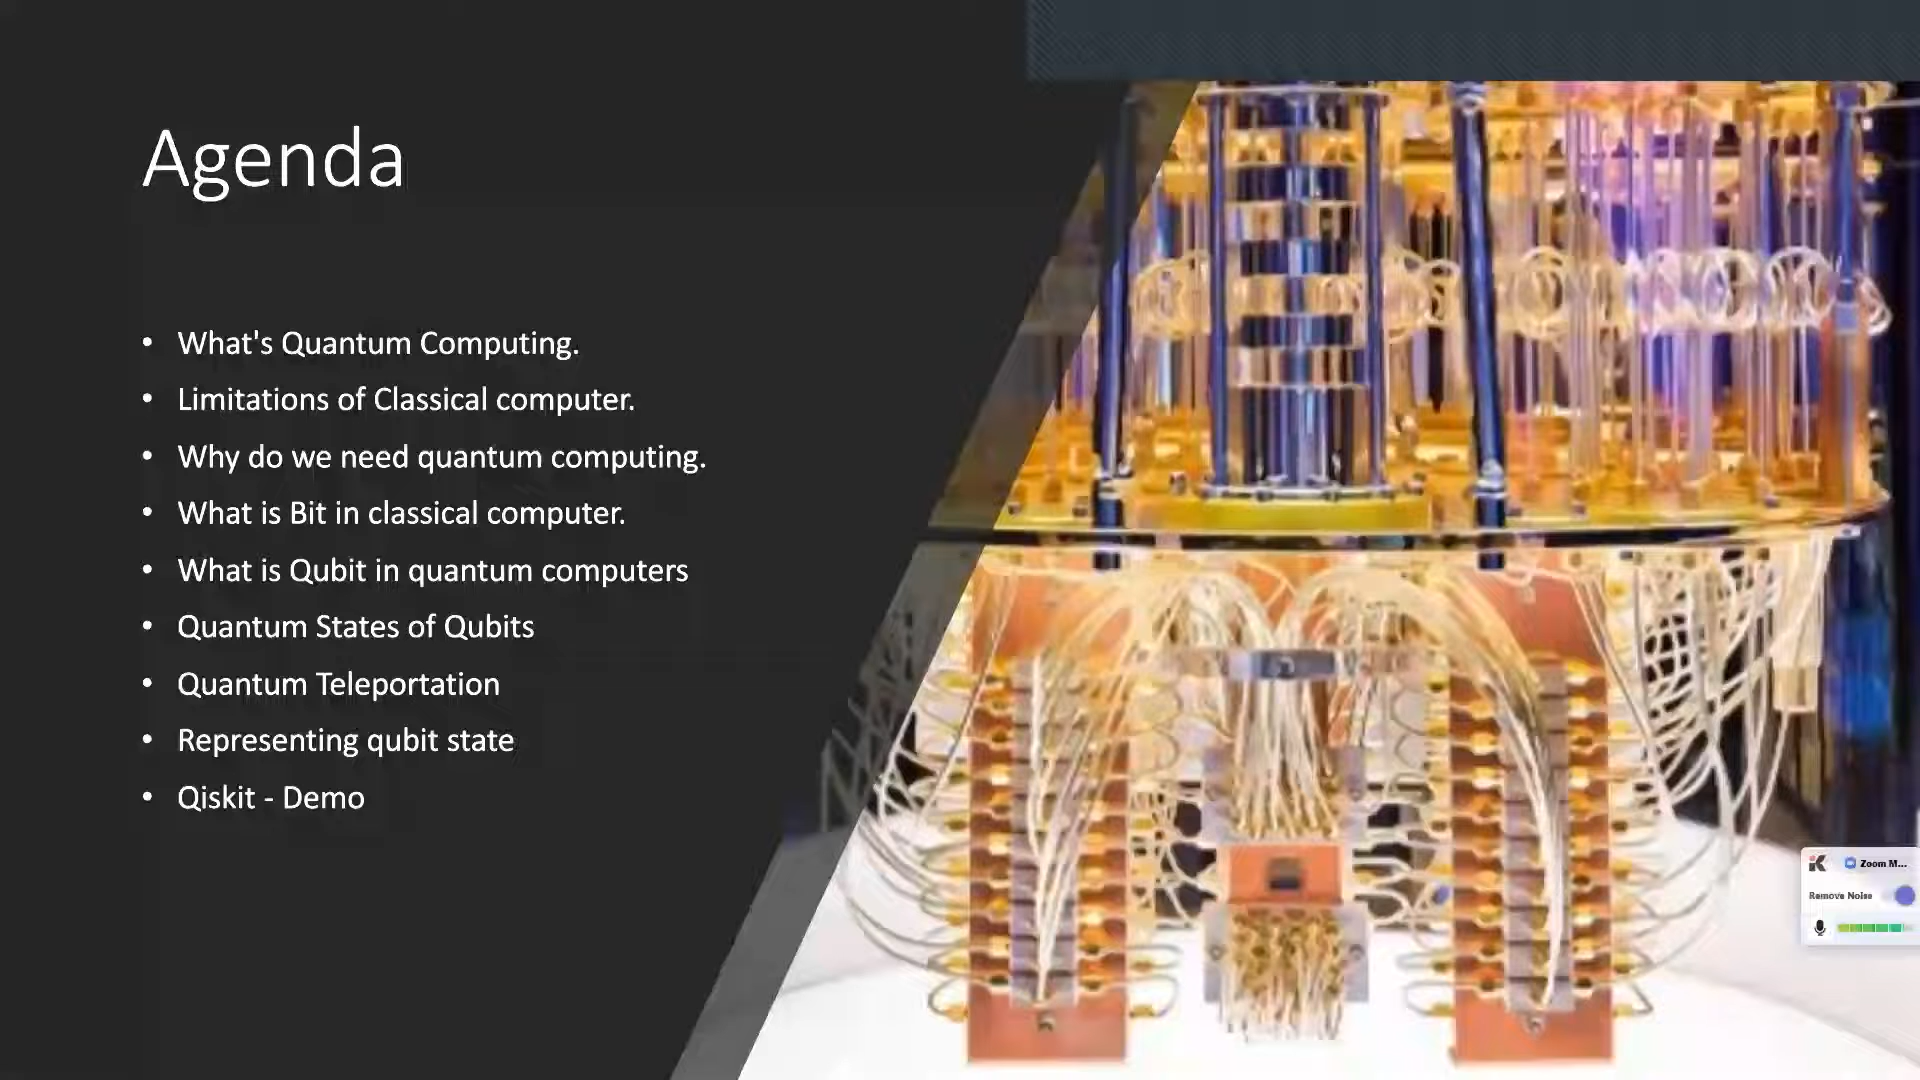 Agenda
• What's Quantum Computing.
• Limitations of Classical computer.
• Why do we need quantum computing.
• What is Bit in classical computer.
• What is Qubit in quantum computers
• Quantum States of Qubits
• Quantum Teleportation
• Representing qubit state
• Qiskit - Demo
Zoom M...
Remove Noise